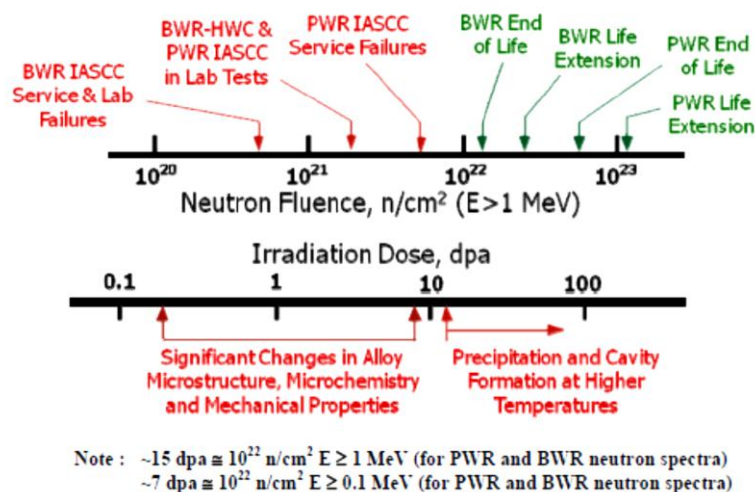 BWR IASCC
Service & Lab
Failures
BWR-HWC &
PWR IASCC
in Lab Tests
PWR IASCC
Service Failures
BWR End
of Life
BWR Life
Extension
PWR End
of Life
PWR Life
Extension
10²⁰ 10²¹ 10²² 10²³
Neutron Fluence, n/cm² (E>1 MeV)
Irradiation Dose, dpa
0.1 1 10 100
Significant Changes in Alloy
Microstructure, Microchemistry
and Mechanical Properties
Precipitation and Cavity
Formation at Higher
Temperatures
Note : ~15 dpa ≅ 10²² n/cm² E ≥ 1 MeV (for PWR and BWR neutron spectra)
~7 dpa ≅ 10²² n/cm² E ≥ 0.1 MeV (for PWR and BWR neutron spectra)